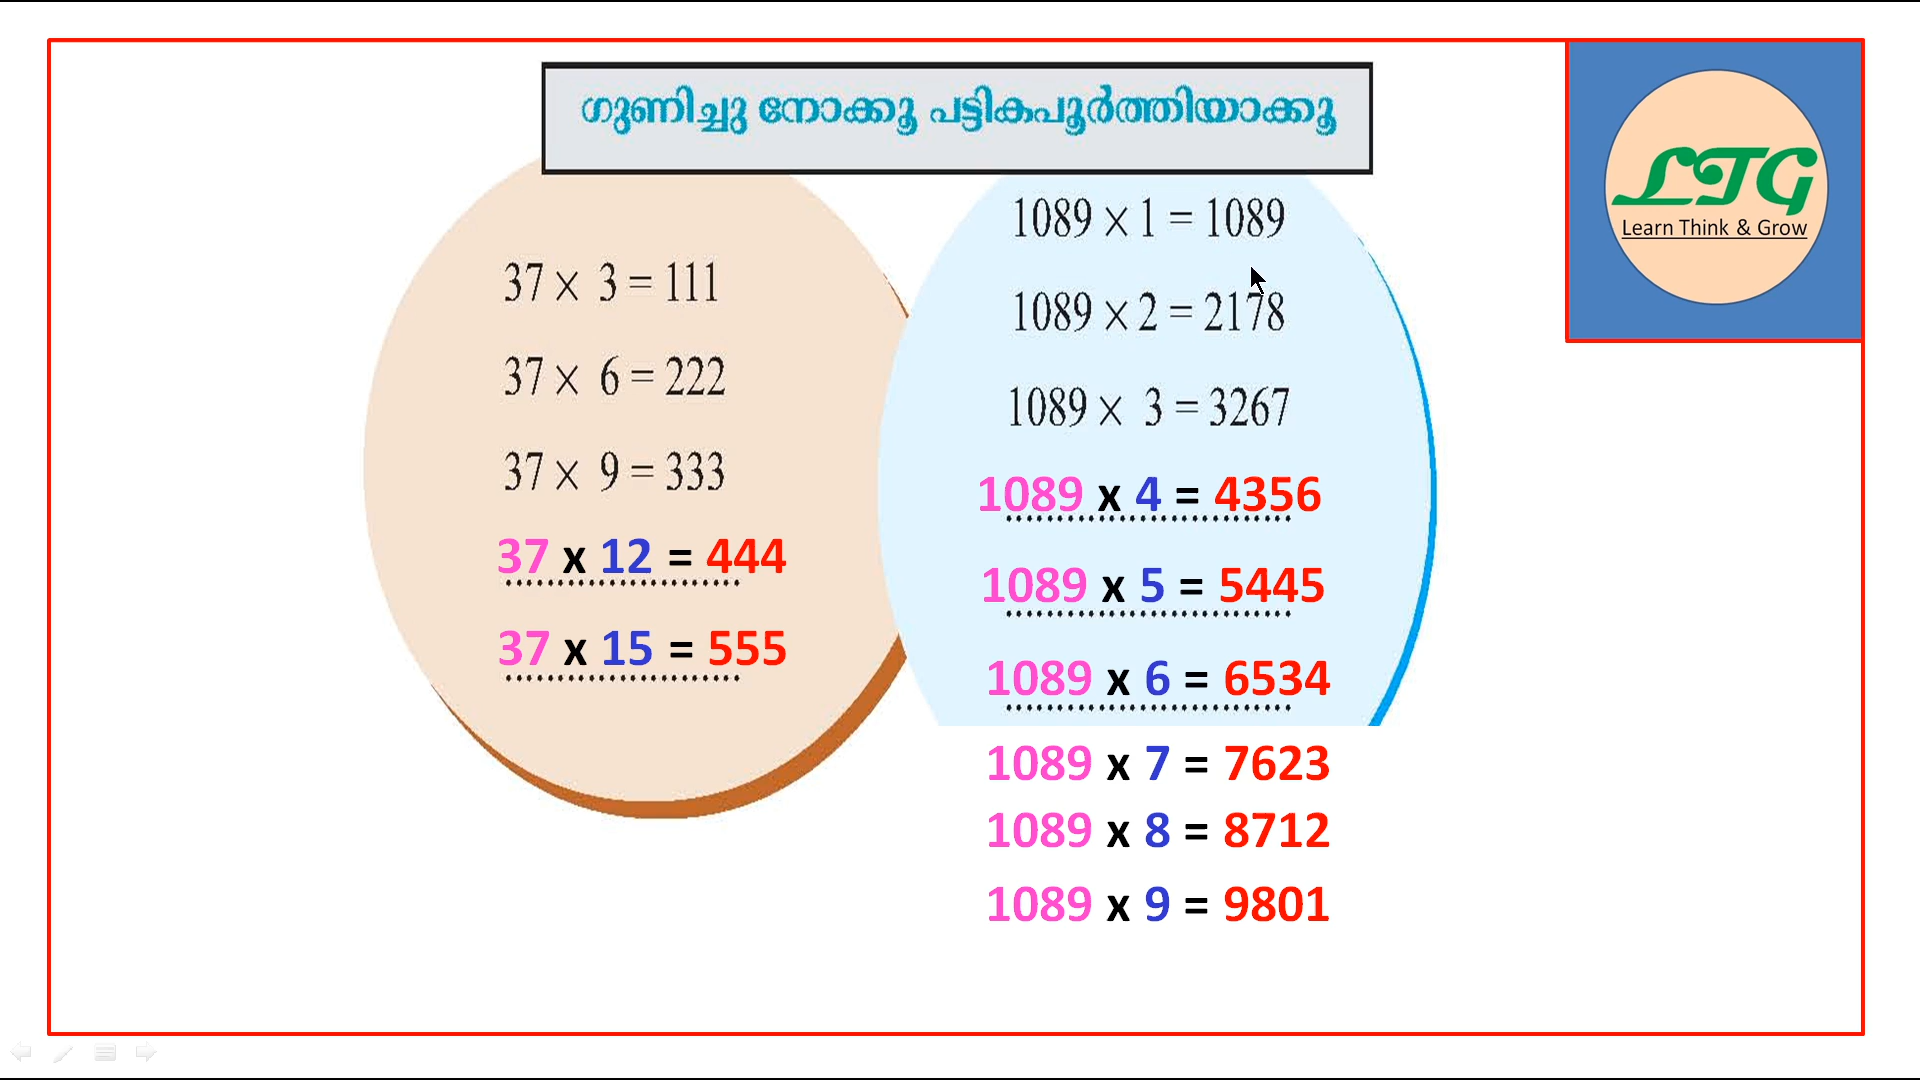 ഗുണിച്ചു നോക്കൂ പട്ടികപൂർത്തിയാക്കൂ
LTG
Learn Think & Grow
37 × 3 = 111
37 × 6 = 222
37 × 9 = 333
37 x 12 = 444
37 x 15 = 555
1089 × 1 = 1089
1089 × 2 = 2178
1089 × 3 = 3267
1089 x 4 = 4356
1089 x 5 = 5445
1089 x 6 = 6534
1089 x 7 = 7623
1089 x 8 = 8712
1089 x 9 = 9801